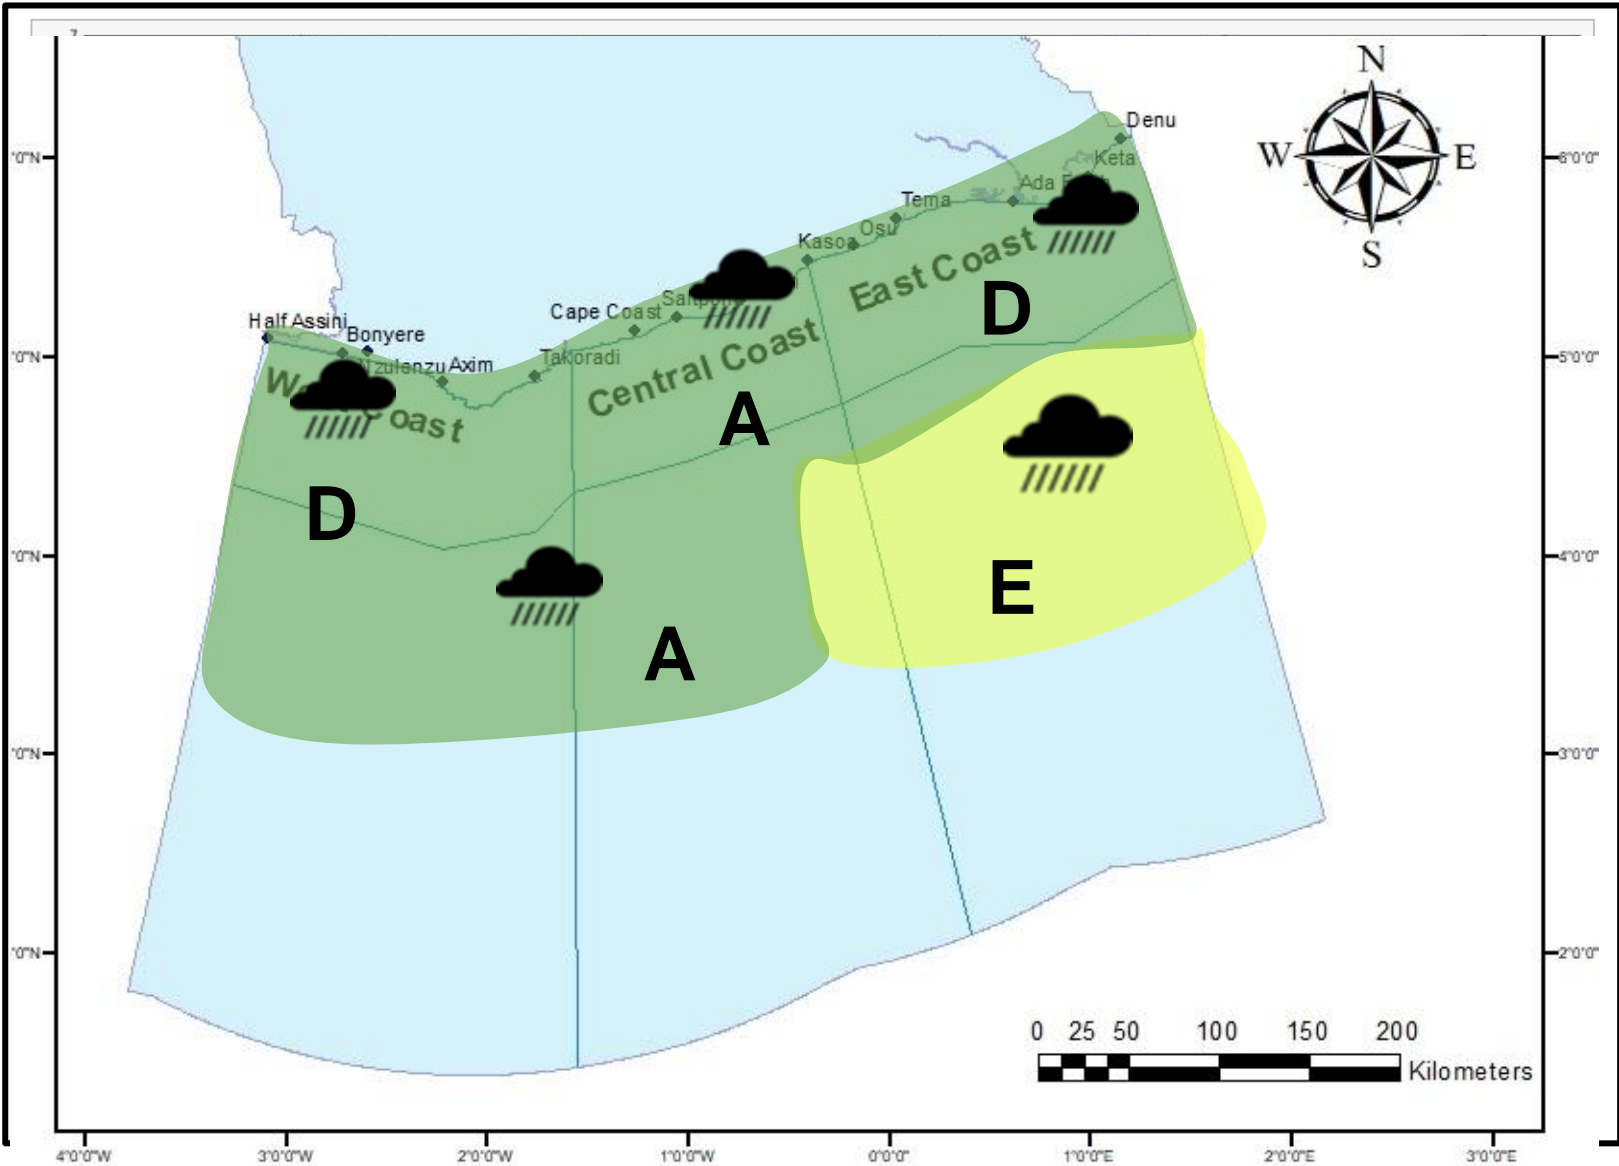 N
W
E
S
Denu
Keta
Ada
Tema
Osu
Kasoa
East Coast
D
Cape Coast
Half Assini
Bonyere
Axim
Takoradi
Central Coast
Coast
A
D
E
A
6°0'0"
5°0'0"
4°0'0"
3°0'0"
2°0'0"
0 25 50 100 150 200
Kilometers
4°0'0"W 3°0'0"W 2°0'0"W 1°0'0"W 0°0'0" 1°0'0"E 2°0'0"E 3°0'0"E